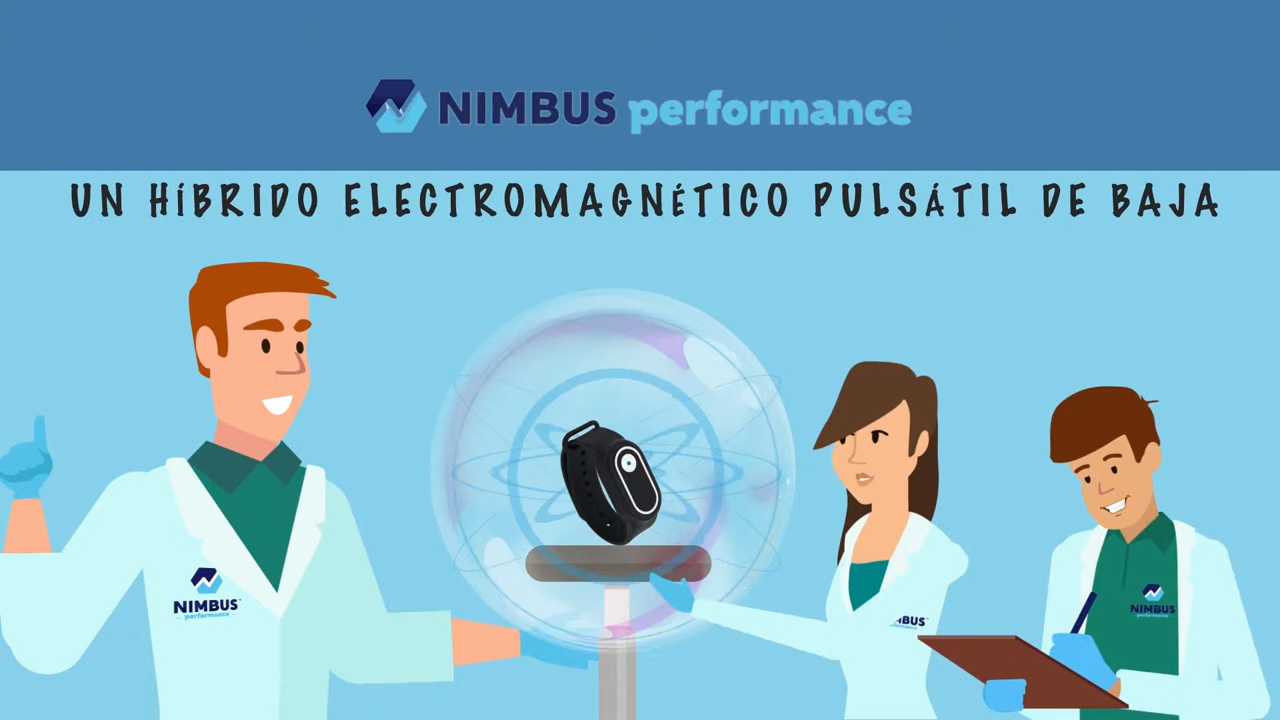 NIMBUS performance
UN HÍBRIDO ELECTROMAGNÉTICO PULSÁTIL DE BAJA
NIMBUS
performance
NIMBUS
performance